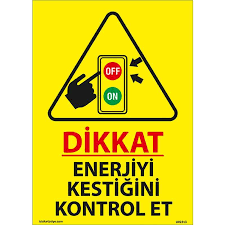 OFF
ON
DİKKAT
ENERJİYİ
KESTİĞİNİ
KONTROL ET